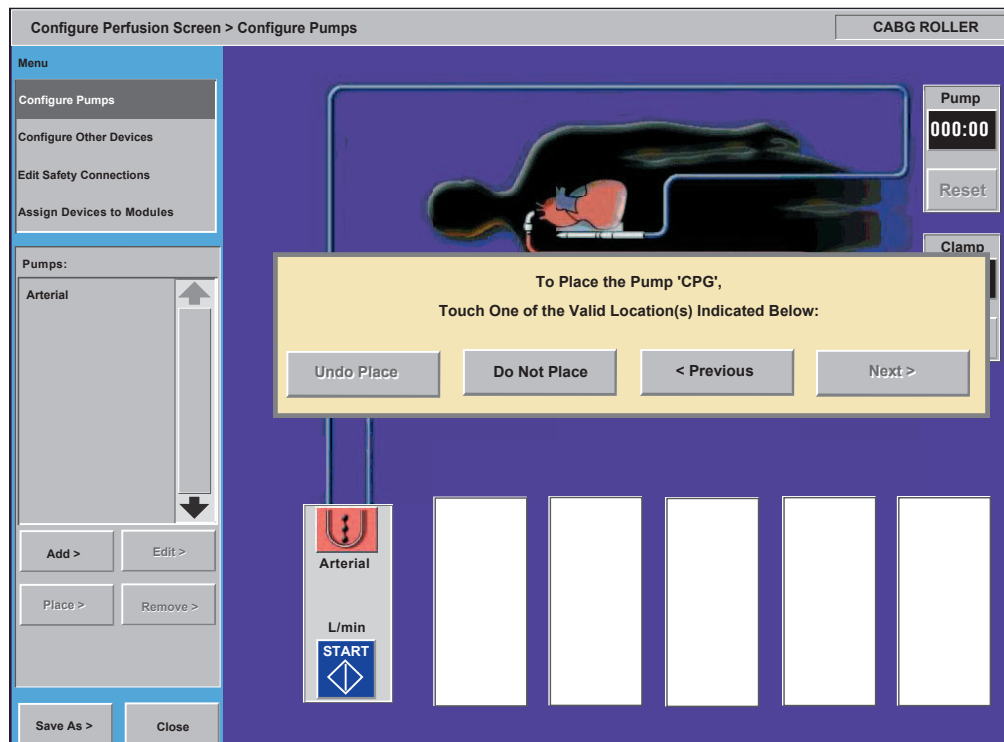 Configure Perfusion Screen > Configure Pumps
CABG ROLLER
Menu
Configure Pumps
Configure Other Devices
Edit Safety Connections
Assign Devices to Modules
Pumps:
Arterial
Add >
Edit >
Place >
Remove >
Save As >
Close
Pump
000:00
Reset
Clamp
To Place the Pump 'CPG',
Touch One of the Valid Location(s) Indicated Below:
Undo Place
Do Not Place
< Previous
Next >
Arterial
L/min
START